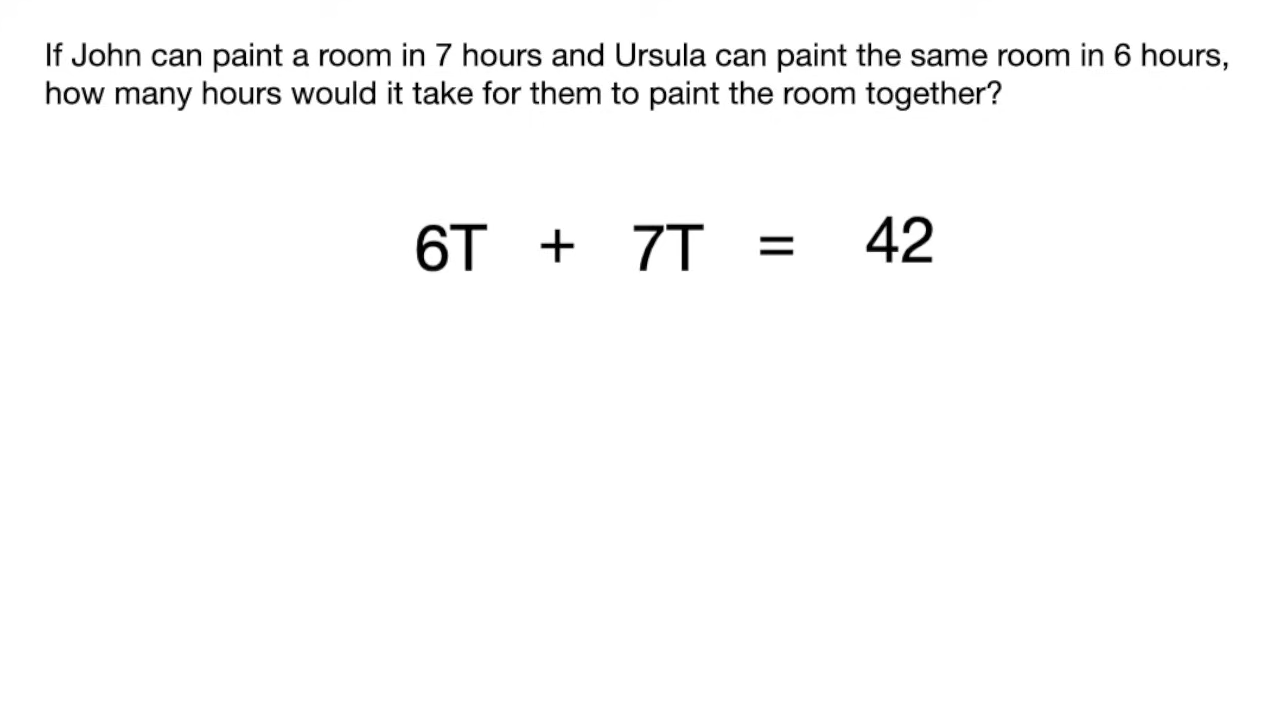 If John can paint a room in 7 hours and Ursula can paint the same room in 6 hours,
how many hours would it take for them to paint the room together?
6T + 7T = 42